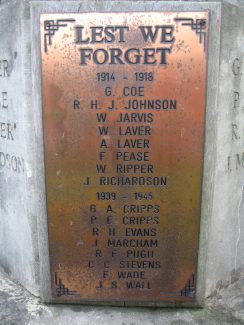 LEST WE
FORGET
1914 - 1918
G. COE
R. H. J. JOHNSON
W. JARVIS
W. LAVER
A. LAVER
F. PEASE
W. RIPPER
J. RICHARDSON
1939 - 1945
G. A. CRIPPS
P. E. CRIPPS
R. H. EVANS
J. MARCHAM
R. F. PUGH
C. C. STEVENS
F. WADE
J. S. WALL